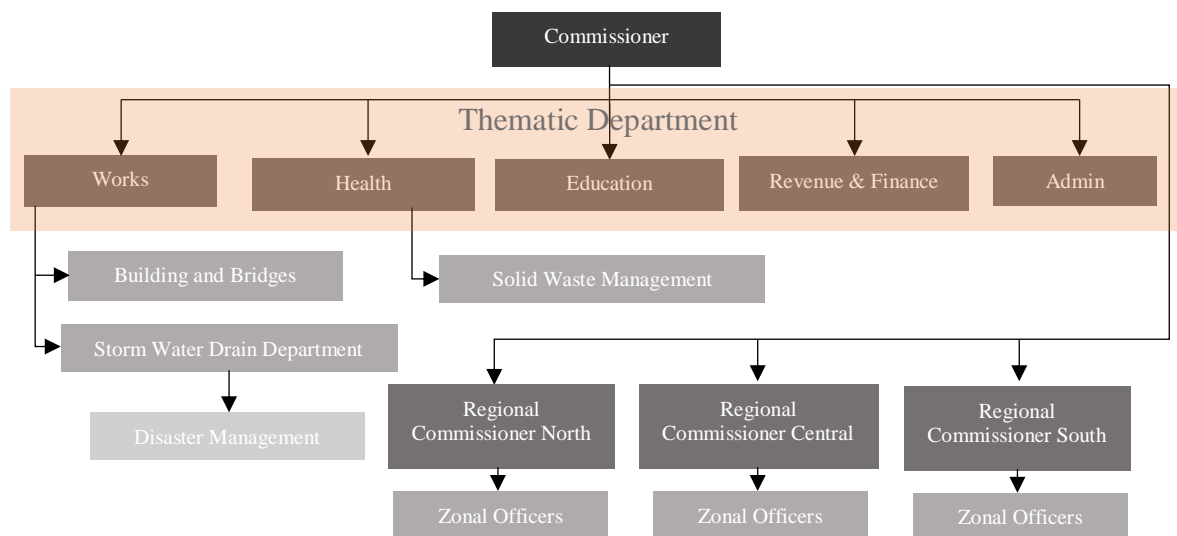 Commissioner
Thematic Department
Works
Health
Education
Revenue & Finance
Admin
Building and Bridges
Solid Waste Management
Storm Water Drain Department
Disaster Management
Regional
Commissioner North
Regional
Commissioner Central
Regional
Commissioner South
Zonal Officers
Zonal Officers
Zonal Officers